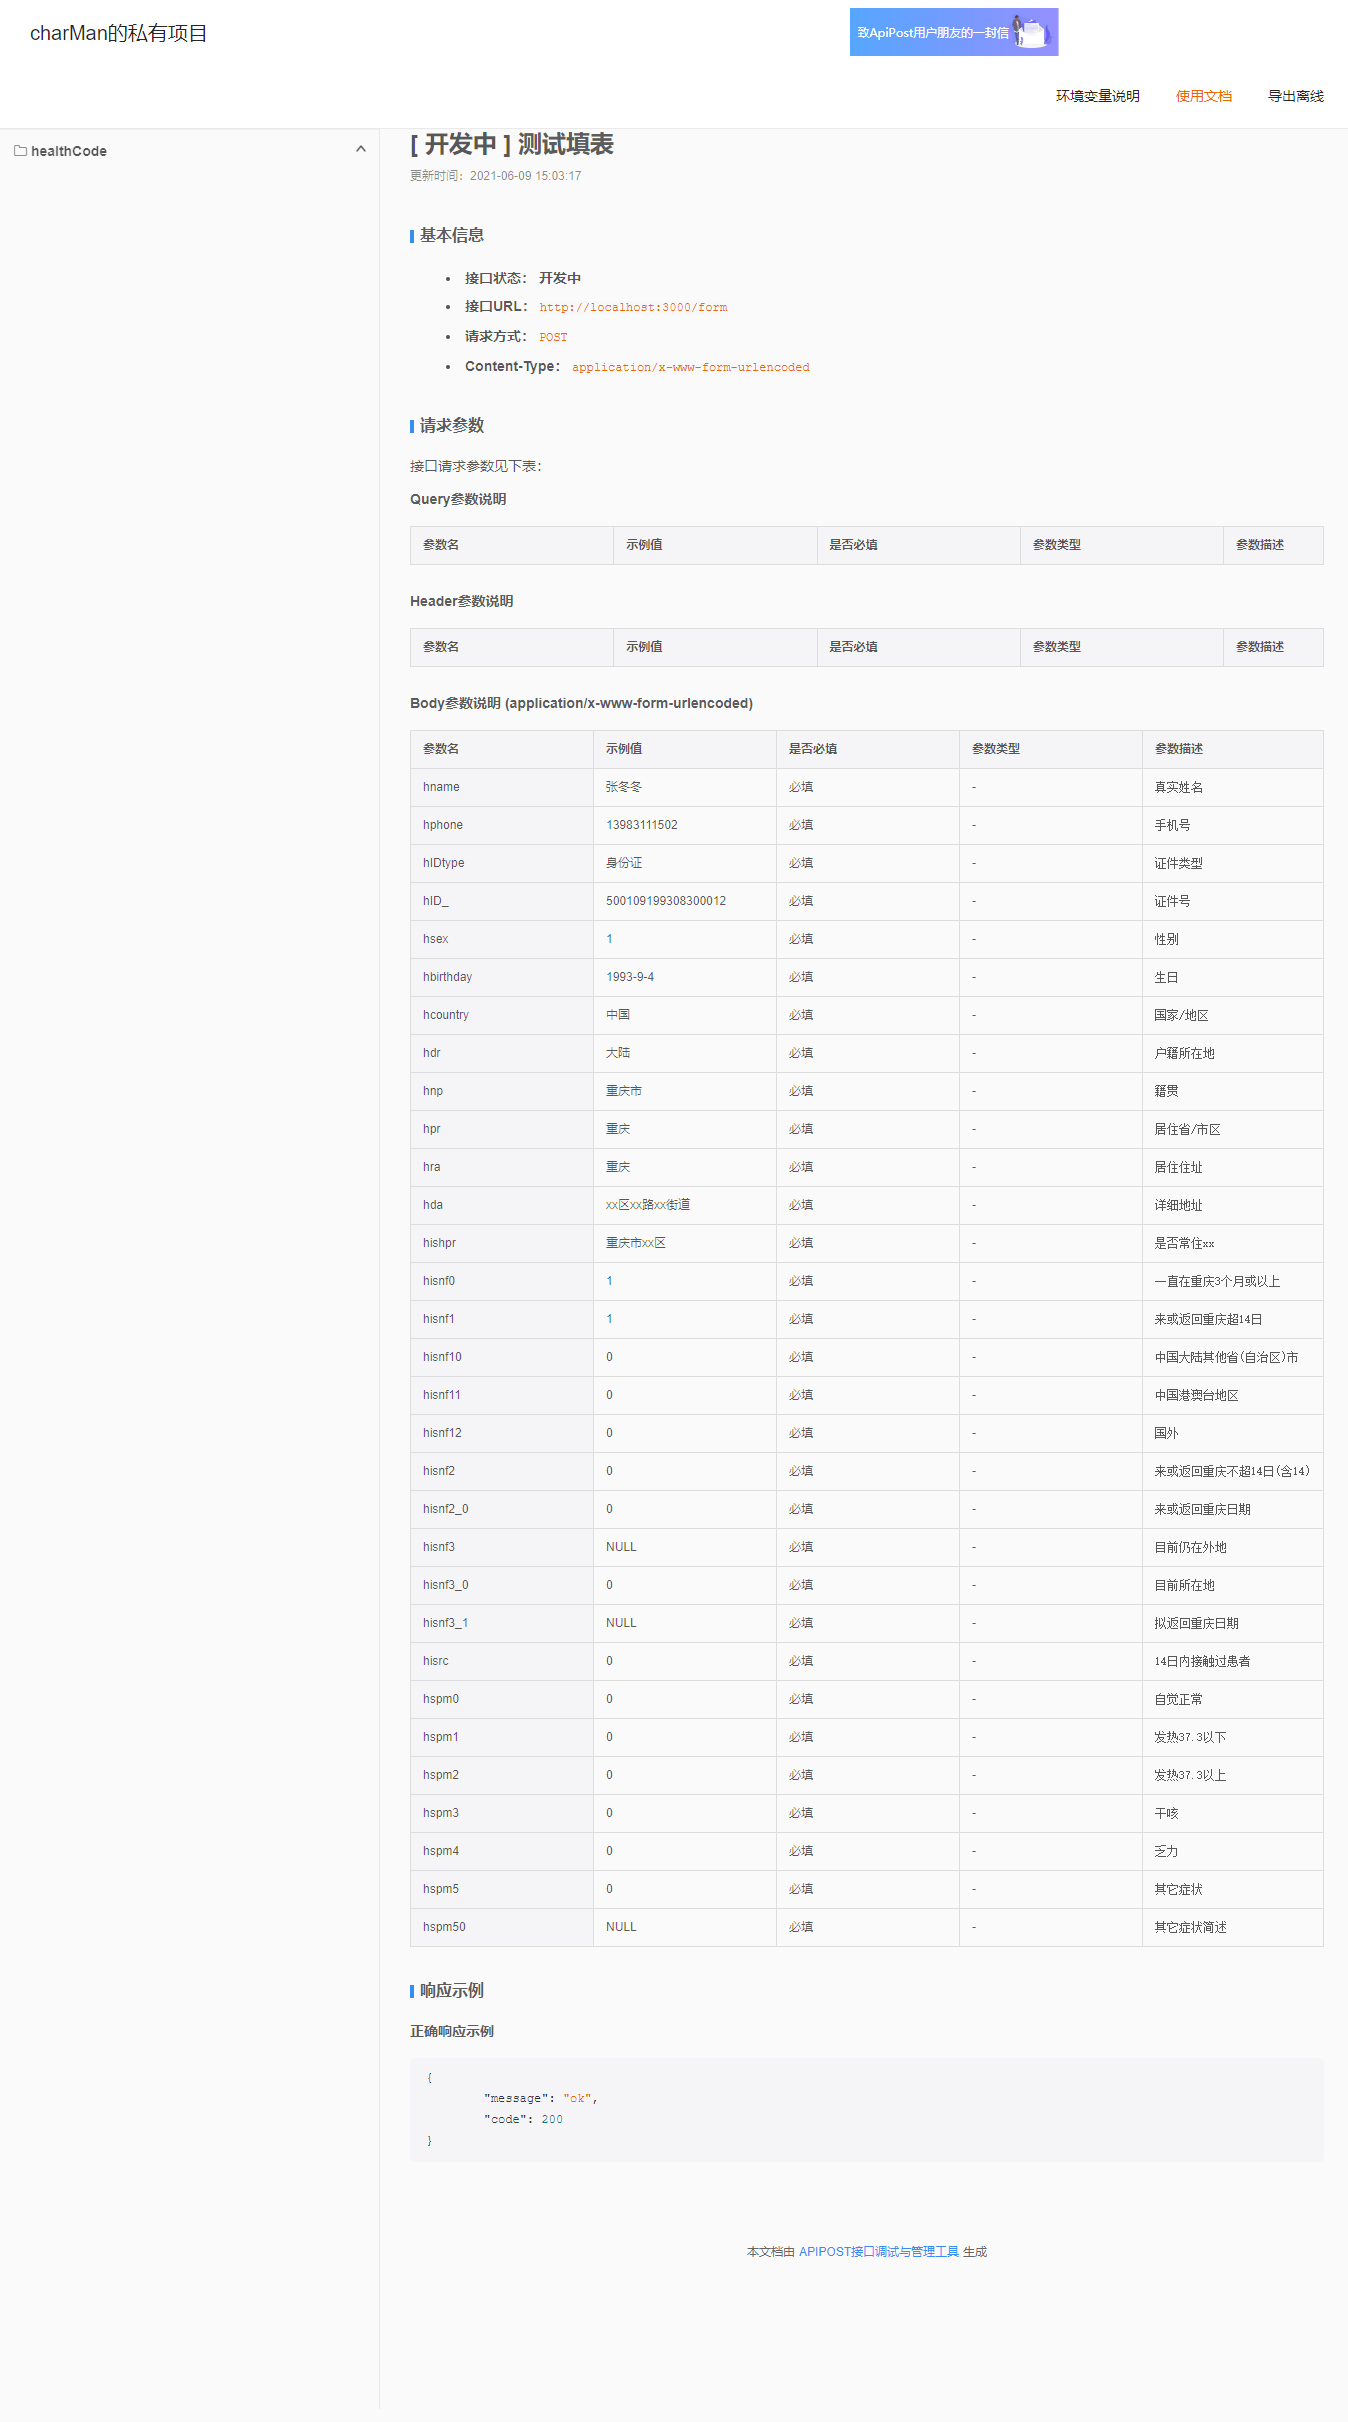 charMan的私有项目
致ApiPost用户朋友的一封信
环境变量说明 使用文档 导出离线
healthCode
[ 开发中 ] 测试填表
更新时间：2021-06-09 15:03:17
基本信息
• 接口状态： 开发中
• 接口URL： http://localhost:3000/form
• 请求方式： POST
• Content-Type： application/x-www-form-urlencoded
请求参数
接口请求参数见下表：
Query参数说明
参数名 示例值 是否必填 参数类型 参数描述
Header参数说明
参数名 示例值 是否必填 参数类型 参数描述
Body参数说明 (application/x-www-form-urlencoded)
参数名 示例值 是否必填 参数类型 参数描述
hname 张冬冬 必填 - 真实姓名
hphone 13983111502 必填 - 手机号
hIDtype 身份证 必填 - 证件类型
hID_ 500109199308300012 必填 - 证件号
hsex 1 必填 - 性别
hbirthday 1993-9-4 必填 - 生日
hcountry 中国 必填 - 国家/地区
hdr 大陆 必填 - 户籍所在地
hnp 重庆市 必填 - 籍贯
hpr 重庆 必填 - 居住省/市区
hra 重庆 必填 - 居住住址
hda xx区xx路xx街道 必填 - 详细地址
hishpr 重庆市xx区 必填 - 是否常住xx
hisnf0 1 必填 - 一直在重庆3个月或以上
hisnf1 1 必填 - 来或返回重庆超14日
hisnf10 0 必填 - 中国大陆其他省(自治区)市
hisnf11 0 必填 - 中国港澳台地区
hisnf12 0 必填 - 国外
hisnf2 0 必填 - 来或返回重庆不超14日(含14)
hisnf2_0 0 必填 - 来或返回重庆日期
hisnf3 NULL 必填 - 目前仍在外地
hisnf3_0 0 必填 - 目前所在地
hisnf3_1 NULL 必填 - 拟返回重庆日期
hisrc 0 必填 - 14日内接触过患者
hspm0 0 必填 - 自觉正常
hspm1 0 必填 - 发热37.3以下
hspm2 0 必填 - 发热37.3以上
hspm3 0 必填 - 干咳
hspm4 0 必填 - 乏力
hspm5 0 必填 - 其它症状
hspm50 NULL 必填 - 其它症状简述
响应示例
正确响应示例
{
"message": "ok",
"code": 200
}
本文档由 APIPOST接口调试与管理工具 生成